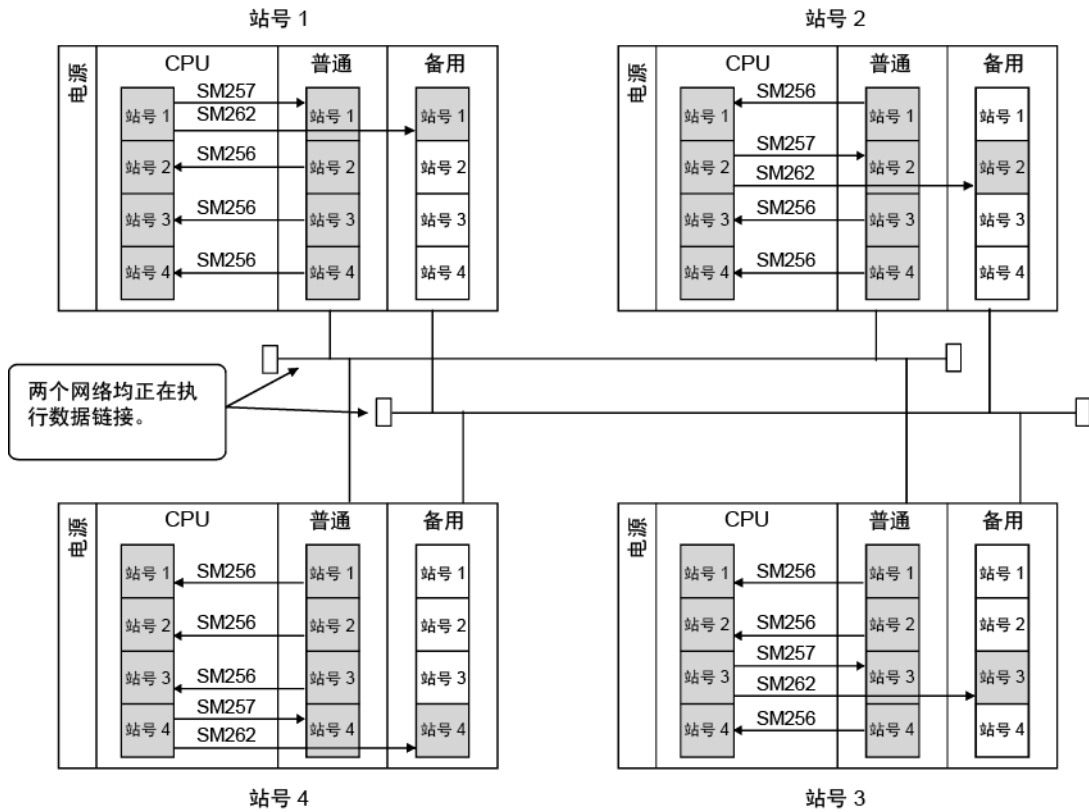 站号 1
电源
CPU
普通
备用
站号 1
站号 2
站号 3
站号 4
SM257
SM262
SM256
SM256
SM256
站号 1
站号 2
站号 3
站号 4
站号 1
站号 2
站号 3
站号 4
站号 2
电源
CPU
普通
备用
站号 1
站号 2
站号 3
站号 4
SM256
SM257
SM262
SM256
SM256
站号 1
站号 2
站号 3
站号 4
站号 1
站号 2
站号 3
站号 4
两个网络均正在执
行数据链接。
电源
CPU
普通
备用
站号 1
站号 2
站号 3
站号 4
SM256
SM256
SM256
SM257
SM262
站号 1
站号 2
站号 3
站号 4
站号 1
站号 2
站号 3
站号 4
站号 4
电源
CPU
普通
备用
站号 1
站号 2
站号 3
站号 4
SM256
SM256
SM257
SM262
SM256
站号 1
站号 2
站号 3
站号 4
站号 1
站号 2
站号 3
站号 4
站号 3